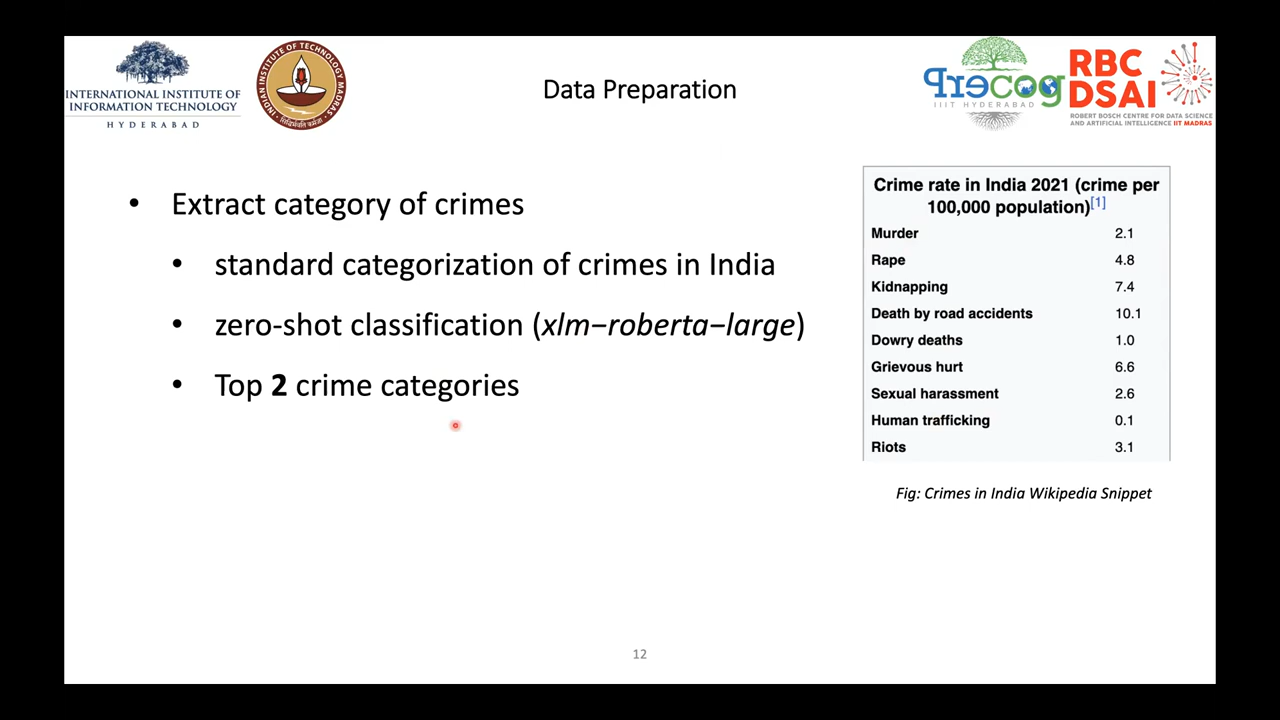 INTERNATIONAL INSTITUTE OF
INFORMATION TECHNOLOGY
HYDERABAD
INDIAN INSTITUTE OF TECHNOLOGY MADRAS
Data Preparation
Precog
IIIT HYDERABAD
RBC
DSAI
ROBERT BOSCH CENTRE FOR DATA SCIENCE
AND ARTIFICIAL INTELLIGENCE IIT MADRAS
• Extract category of crimes
• standard categorization of crimes in India
• zero-shot classification (xlm−roberta−large)
• Top 2 crime categories
Crime rate in India 2021 (crime per
100,000 population)[1]
Murder 2.1
Rape 4.8
Kidnapping 7.4
Death by road accidents 10.1
Dowry deaths 1.0
Grievous hurt 6.6
Sexual harassment 2.6
Human trafficking 0.1
Riots 3.1
Fig: Crimes in India Wikipedia Snippet
12